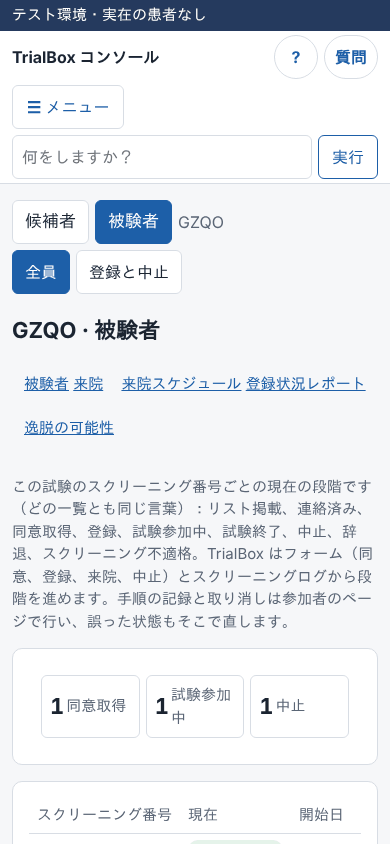 テスト環境・実在の患者なし
TrialBox コンソール
?
質問
☰ メニュー
何をしますか？
実行
候補者
被験者
GZQO
全員
登録と中止
GZQO · 被験者
被験者 来院 来院スケジュール 登録状況レポート
逸脱の可能性
この試験のスクリーニング番号ごとの現在の段階です
（どの一覧とも同じ言葉）：リスト掲載、連絡済み、
同意取得、登録、試験参加中、試験終了、中止、辞
退、スクリーニング不適格。TrialBox はフォーム（同
意、登録、来院、中止）とスクリーニングログから段
階を進めます。手順の記録と取り消しは参加者のペー
ジで行い、誤った状態もそこで直します。
1 同意取得
1 試験参加
中
1 中止
スクリーニング番号 現在 開始日